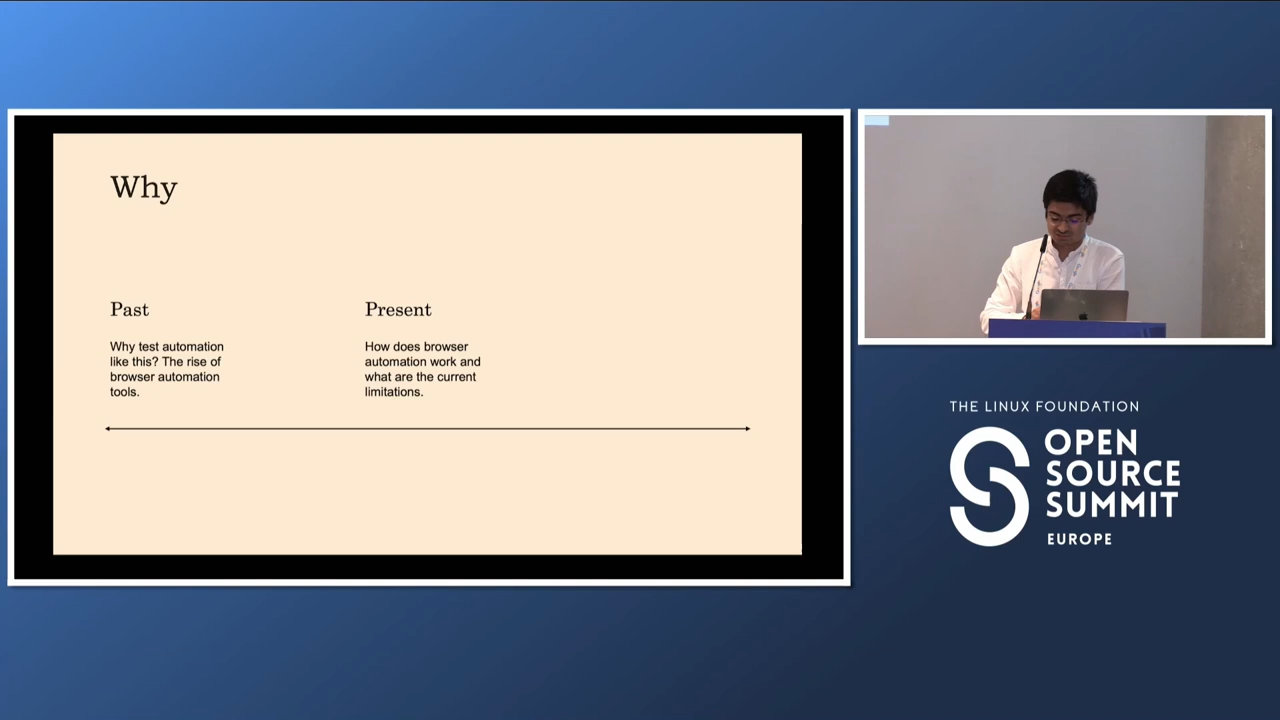 Why
Past
Why test automation
like this? The rise of
browser automation
tools.
Present
How does browser
automation work and
what are the current
limitations.
THE LINUX FOUNDATION
OPEN
SOURCE
SUMMIT
EUROPE